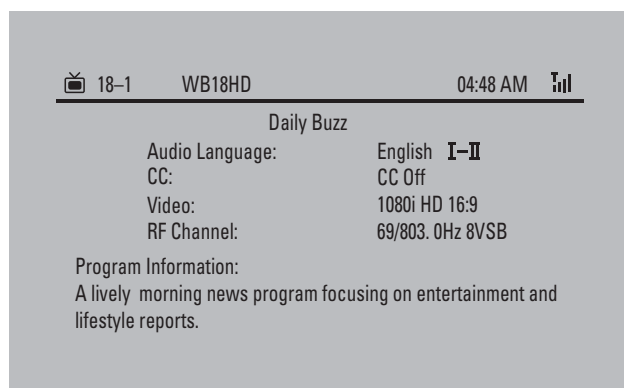 18–1 WB18HD 04:48 AM
Daily Buzz
Audio Language: English I–II
CC: CC Off
Video: 1080i HD 16:9
RF Channel: 69/803. 0Hz 8VSB
Program Information:
A lively morning news program focusing on entertainment and
lifestyle reports.